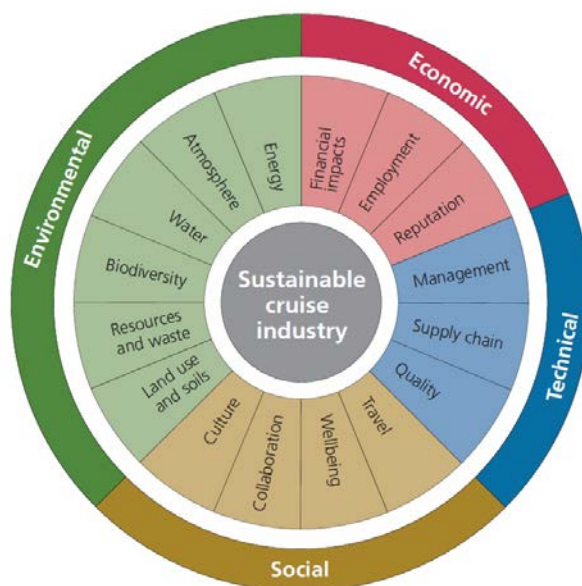 Environmental
Economic
Technical
Social
Energy
Atmosphere
Water
Biodiversity
Resources
and waste
Land use
and soils
Financial
impacts
Employment
Reputation
Management
Supply chain
Quality
Travel
Wellbeing
Collaboration
Culture
Sustainable
cruise
industry